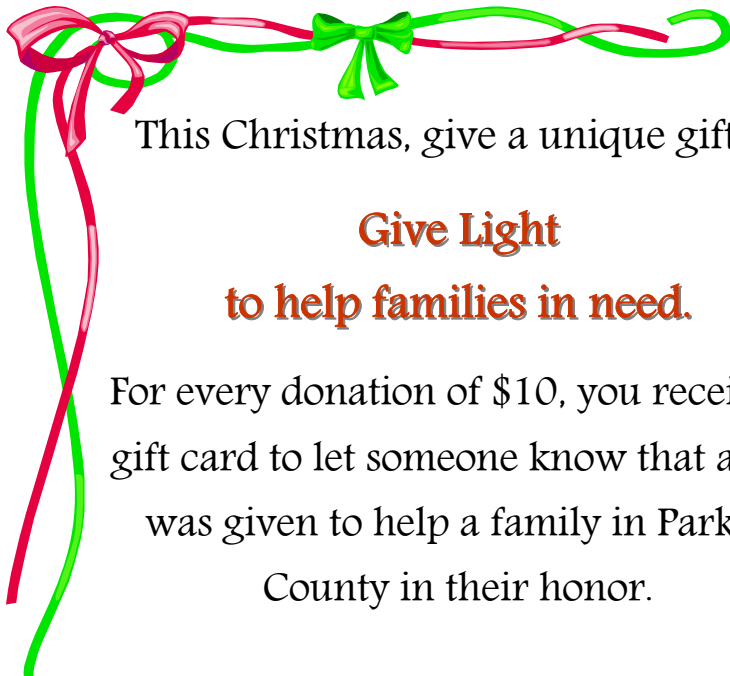 This Christmas, give a unique gift
Give Light
to help families in need.
For every donation of $10, you recei
gift card to let someone know that a
was given to help a family in Park
County in their honor.